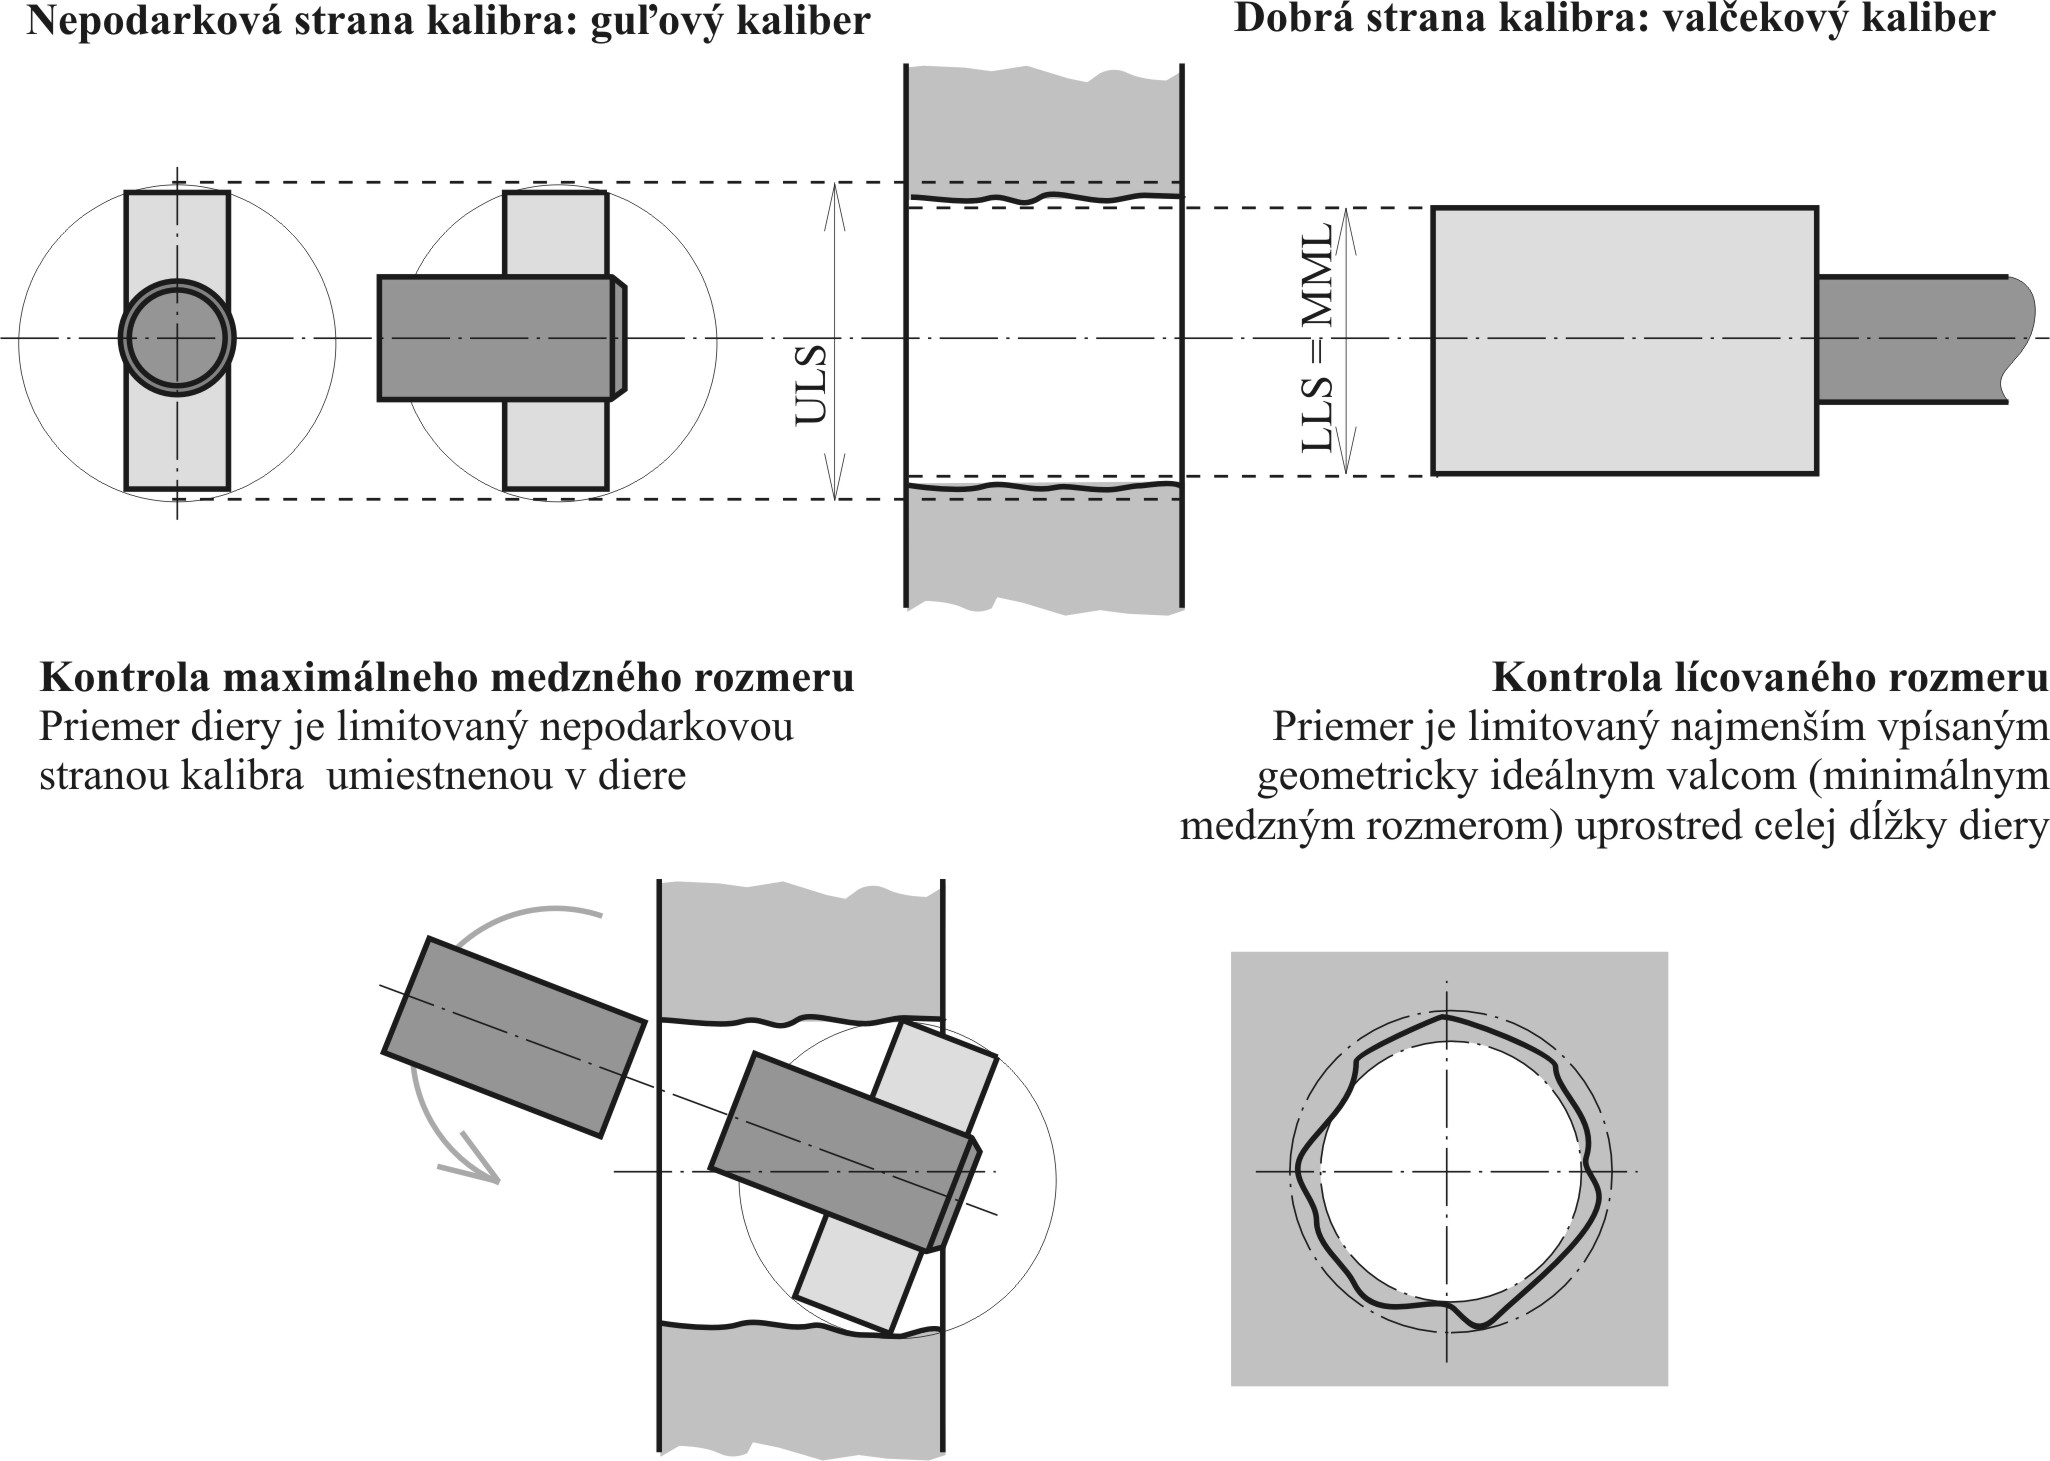 Nepodarková strana kalibra: guľový kaliber
Dobrá strana kalibra: valčekový kaliber
ULS
LLS = MML
Kontrola maximálneho medzného rozmeru
Priemer diery je limitovaný nepodarkovou
stranou kalibra  umiestnenou v diere
Kontrola lícovaného rozmeru
Priemer je limitovaný najmenším vpísaným
geometricky ideálnym valcom (minimálnym
medzným rozmerom) uprostred celej dĺžky diery